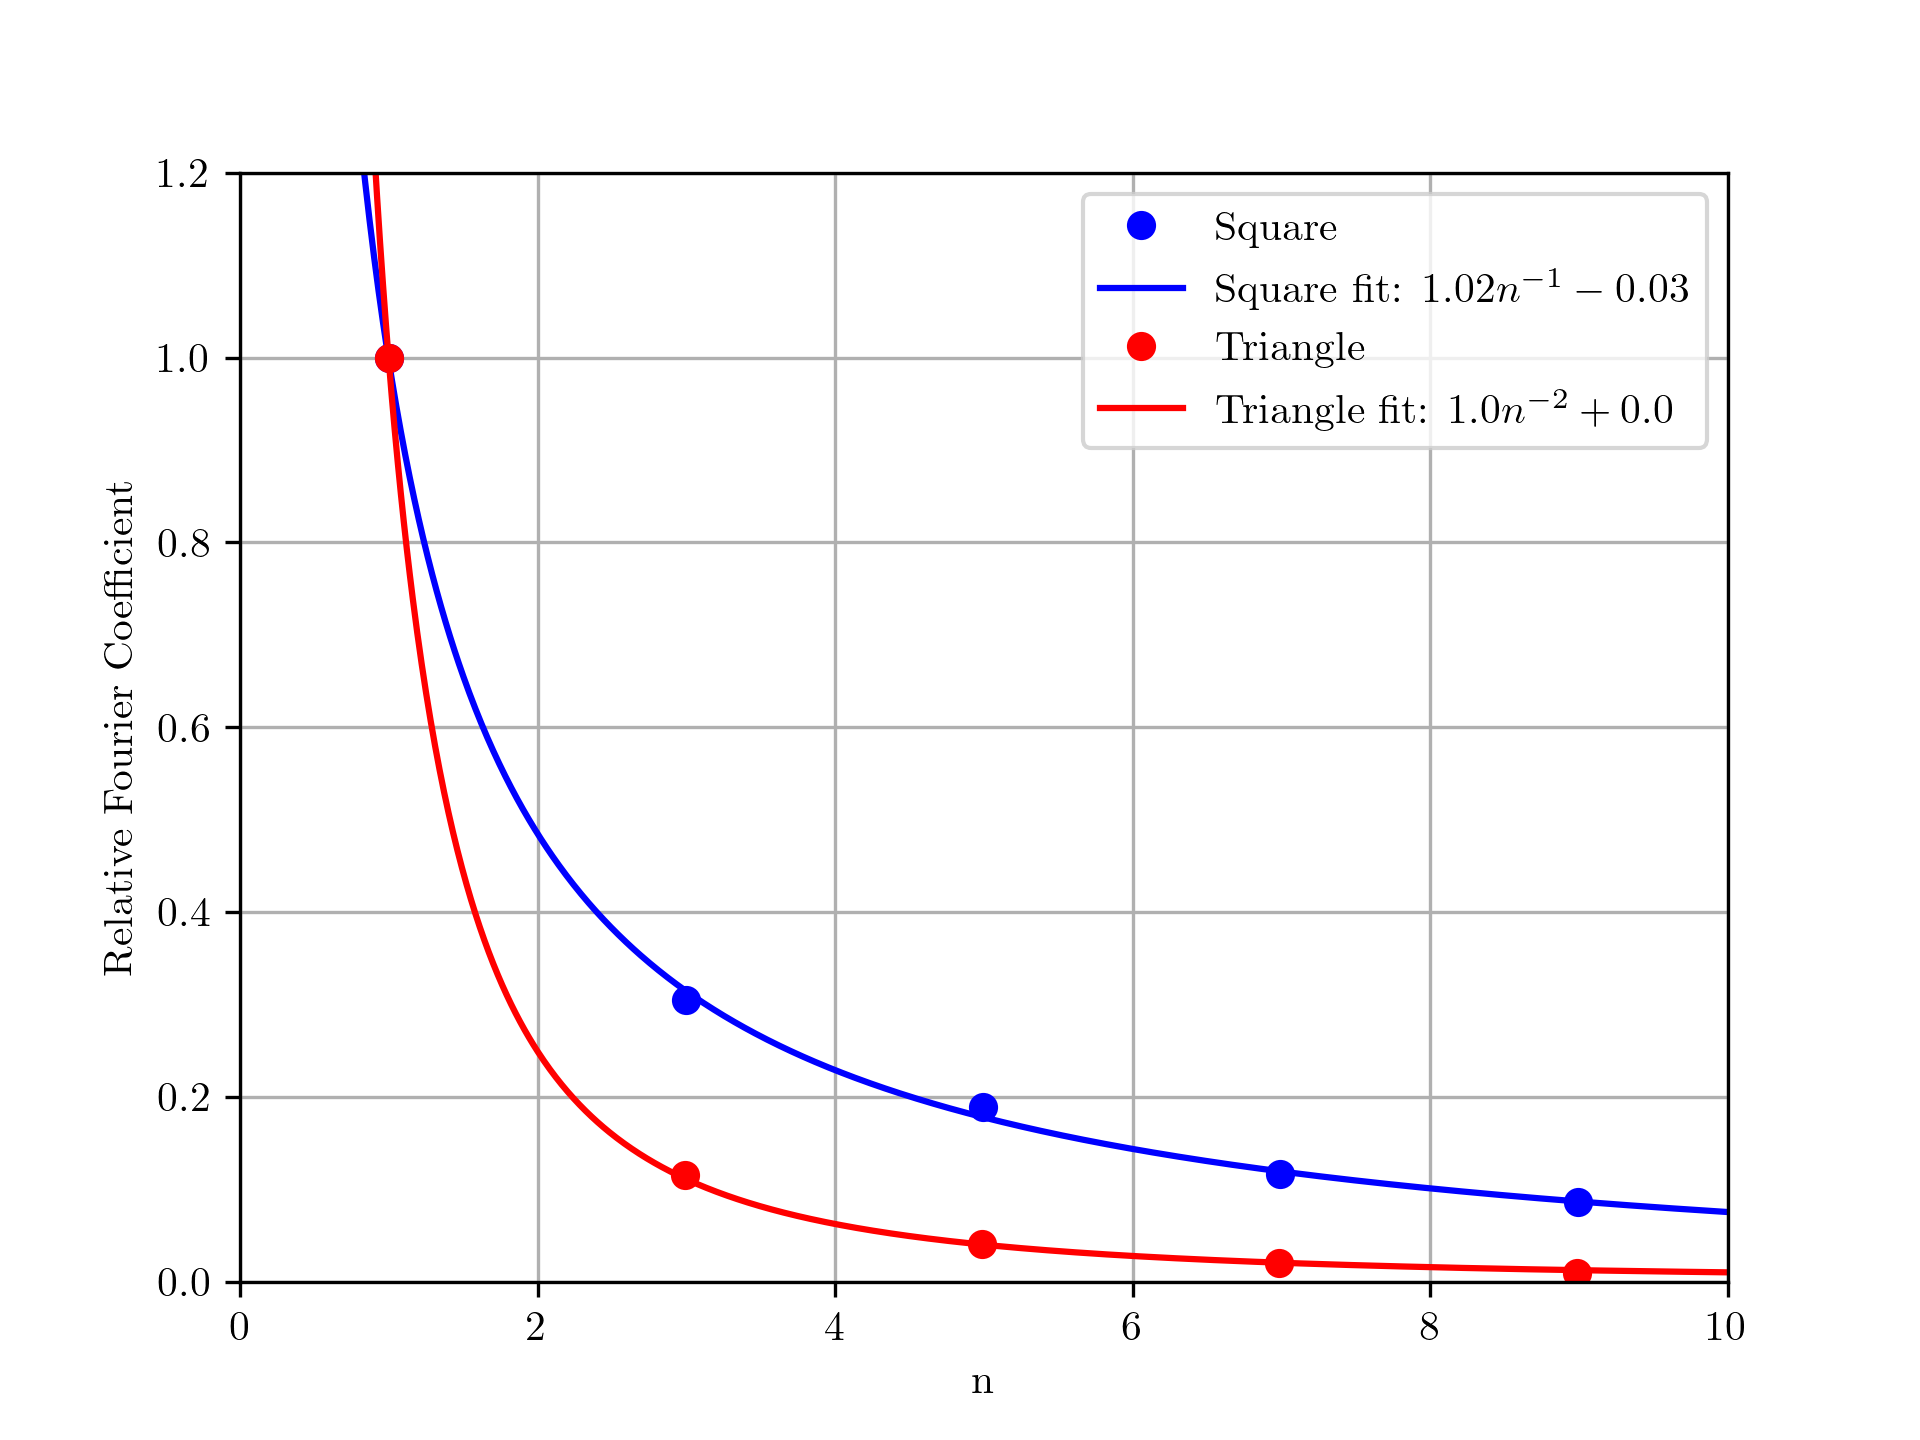 1.2
1.0
0.8
0.6
0.4
0.2
0.0
0 2 4 6 8 10
n
Relative Fourier Coefficient
Square
Square fit: $1.02n^{-1} - 0.03$
Triangle
Triangle fit: $1.0n^{-2} + 0.0$